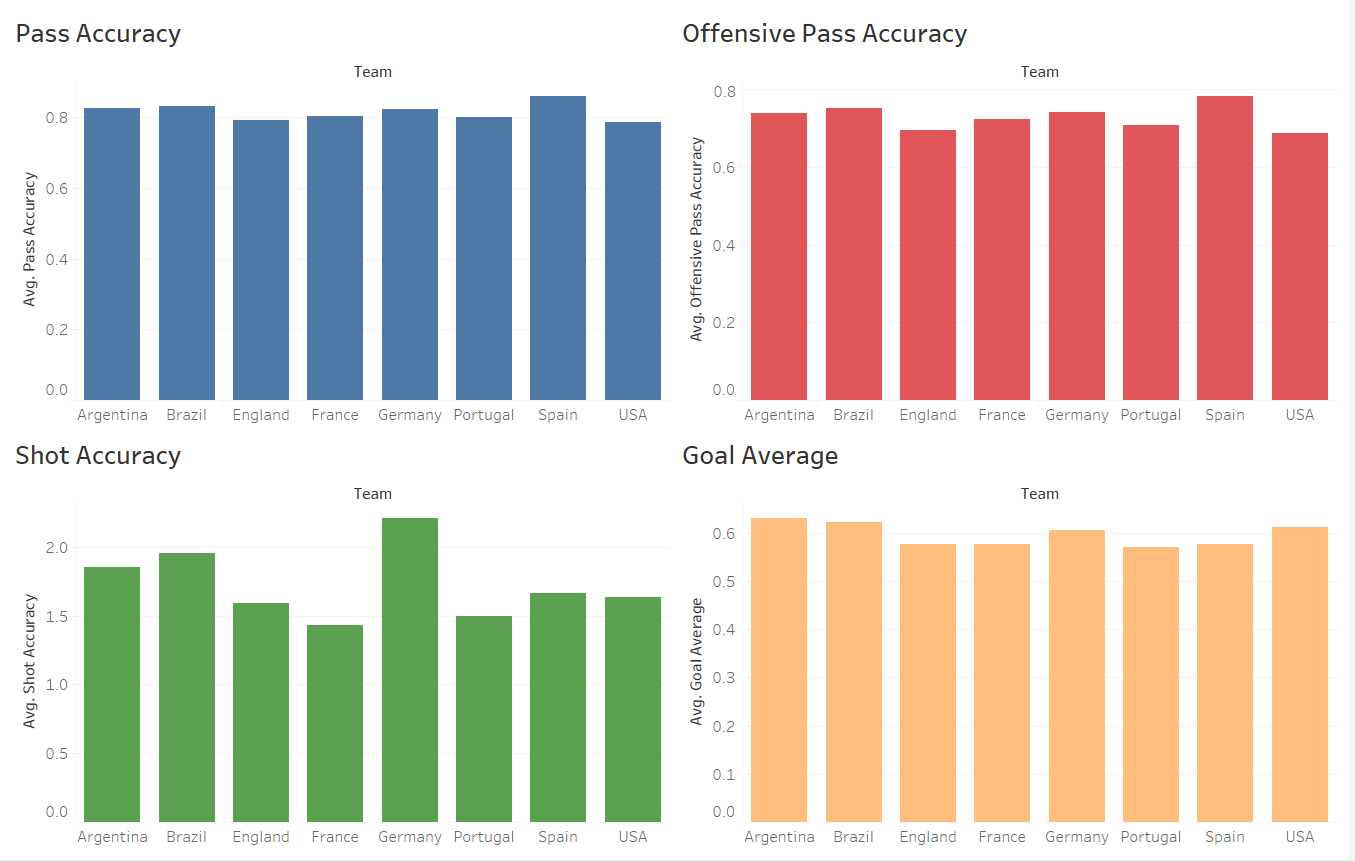 Pass Accuracy
Team
Avg. Pass Accuracy
0.8
0.6
0.4
0.2
0.0
Argentina Brazil England France Germany Portugal Spain USA
Offensive Pass Accuracy
Team
Avg. Offensive Pass Accuracy
0.8
0.6
0.4
0.2
0.0
Argentina Brazil England France Germany Portugal Spain USA
Shot Accuracy
Team
Avg. Shot Accuracy
2.0
1.5
1.0
0.5
0.0
Argentina Brazil England France Germany Portugal Spain USA
Goal Average
Team
Avg. Goal Average
0.6
0.5
0.4
0.3
0.2
0.1
0.0
Argentina Brazil England France Germany Portugal Spain USA